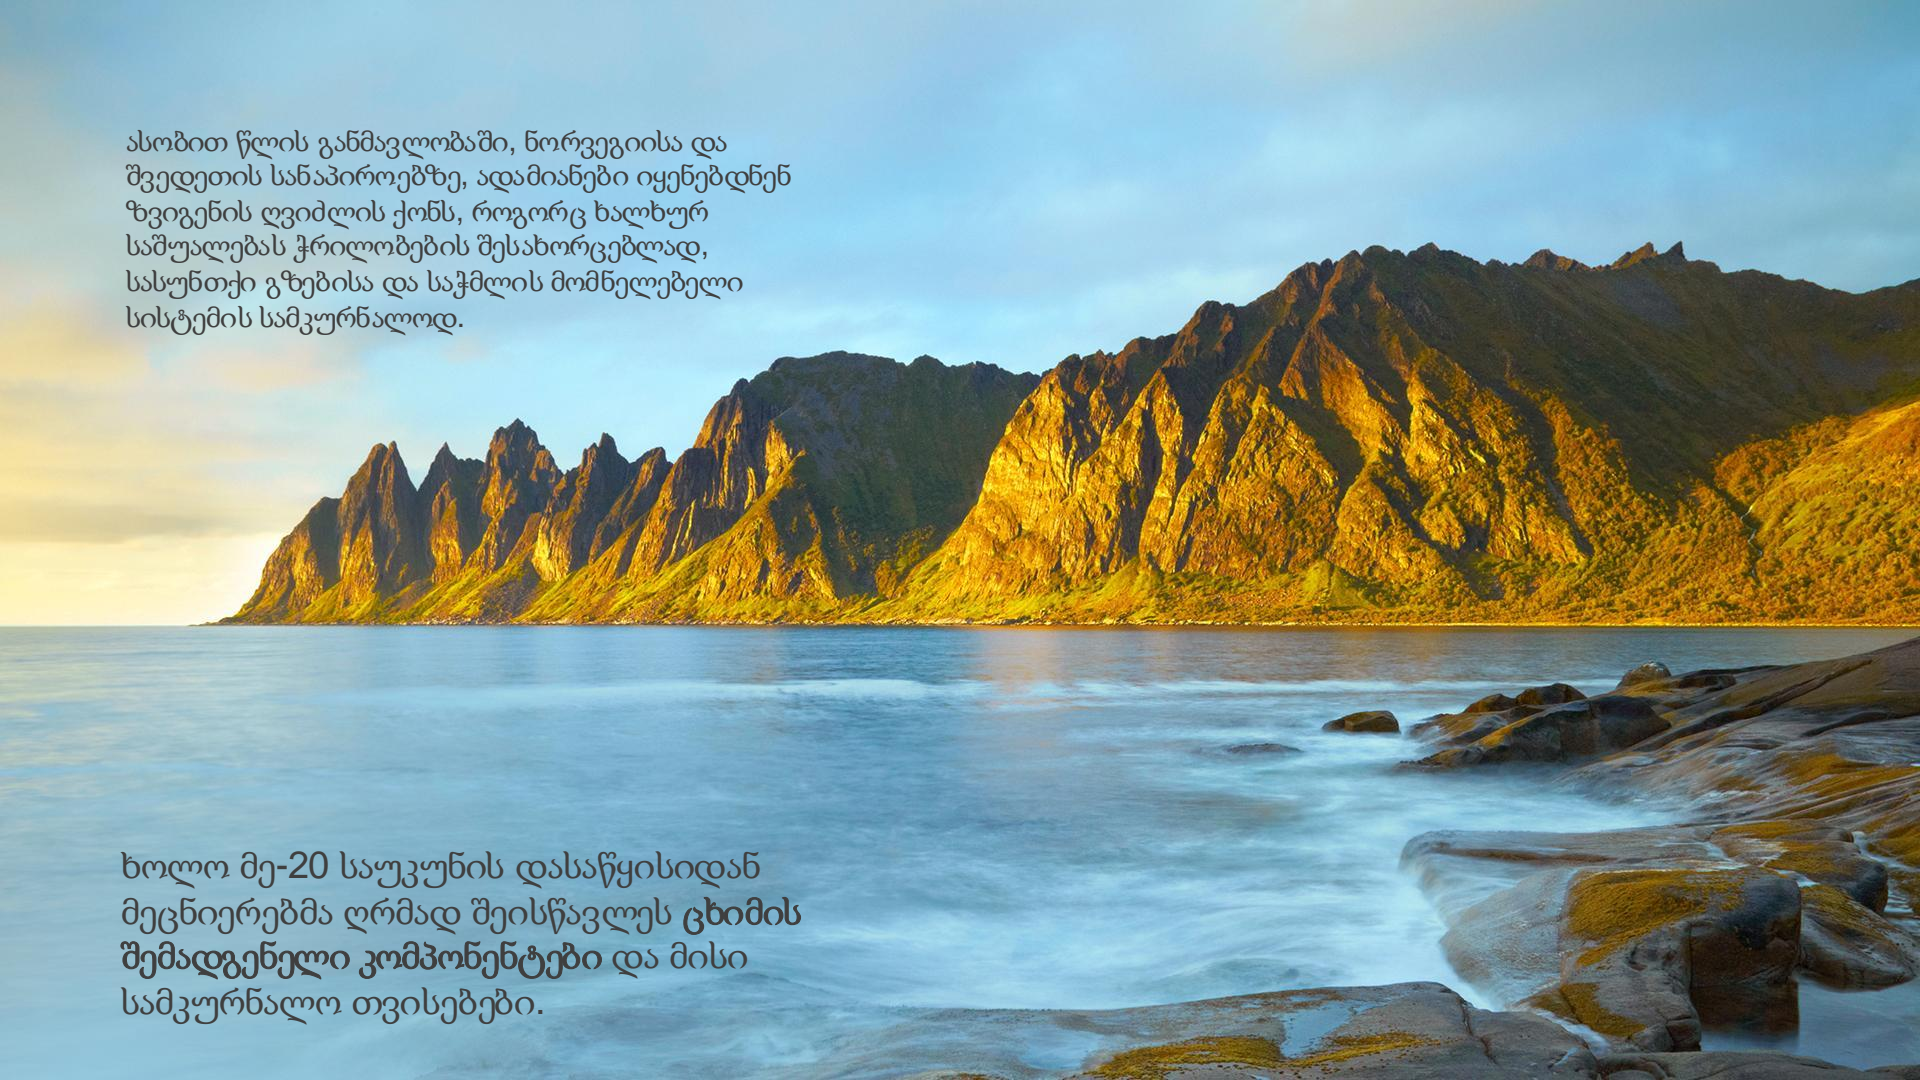 ასობით წლის განმავლობაში, ნორვეგიისა და
შვედეთის სანაპიროებზე, ადამიანები იყენებდნენ
ზვიგენის ღვიძლის ქონს, როგორც ხალხურ
საშუალებას ჭრილობების შესახორცებლად,
სასუნთქი გზებისა და საჭმლის მომნელებელი
სისტემის სამკურნალოდ.
ხოლო მე-20 საუკუნის დასაწყისიდან
მეცნიერებმა ღრმად შეისწავლეს ცხიმის
შემადგენელი კომპონენტები და მისი
სამკურნალო თვისებები.